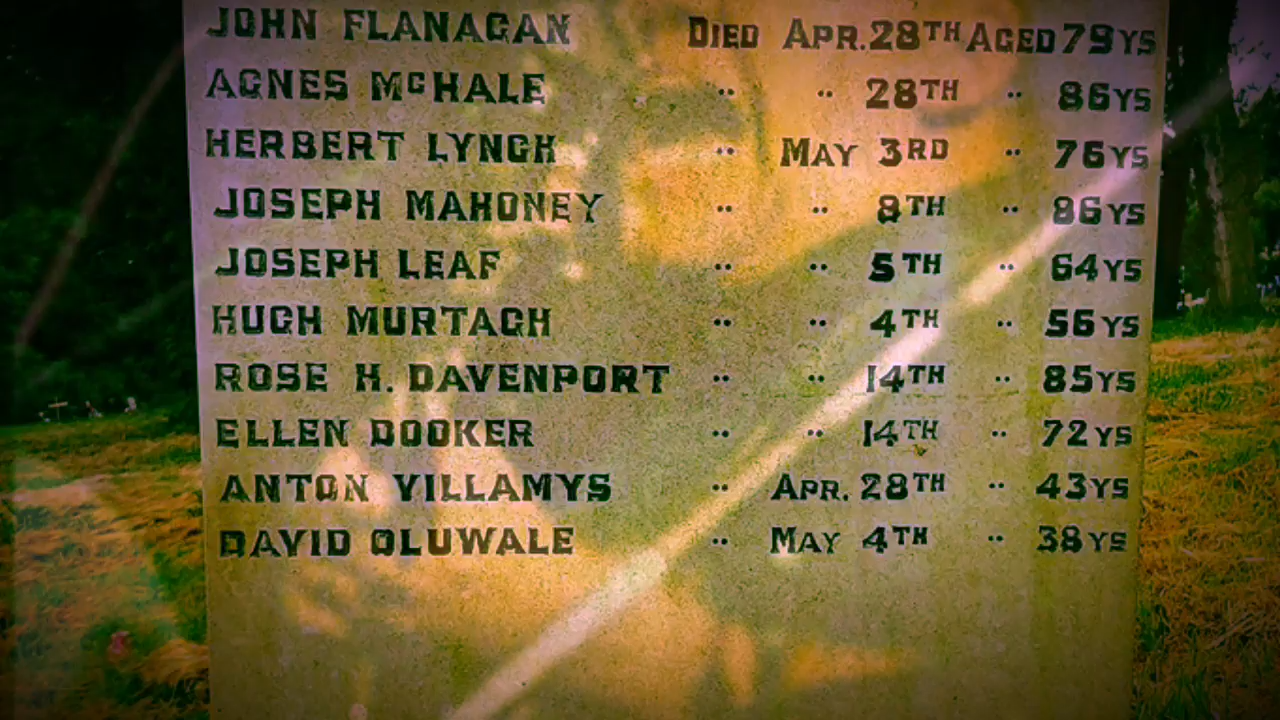 JOHN FLANAGAN DIED APR. 28TH AGED 79YS
AGNES McHALE " " 28TH " 86YS
HERBERT LYNCH " MAY 3RD " 76YS
JOSEPH MAHONEY " " 8TH " 86YS
JOSEPH LEAF " " 5TH " 64YS
HUGH MURTAGH " " 4TH " 56YS
ROSE H. DAVENPORT " " 14TH " 85YS
ELLEN DOOKER " " 14TH " 72YS
ANTON VILLAMYS " APR. 28TH " 43YS
DAVID OLUWALE " MAY 4TH " 38YS